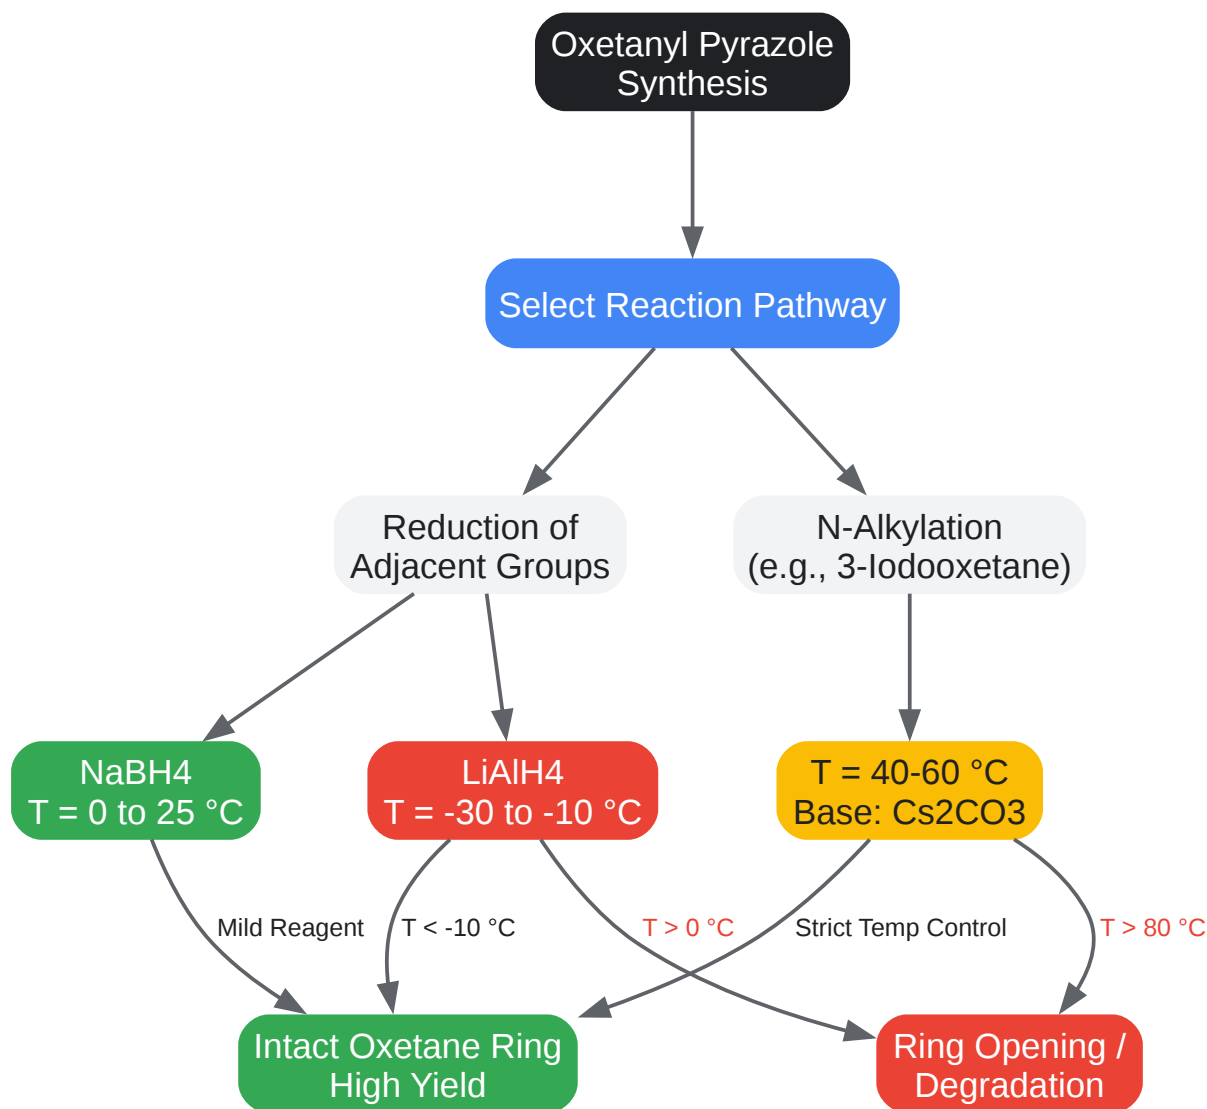 Oxetanyl Pyrazole
Synthesis
Select Reaction Pathway
Reduction of
Adjacent Groups
N-Alkylation
(e.g., 3-Iodooxetane)
NaBH4
T = 0 to 25 °C
LiAlH4
T = -30 to -10 °C
T = 40-60 °C
Base: Cs2CO3
Mild Reagent
T < -10 °C
T > 0 °C
Strict Temp Control
T > 80 °C
Intact Oxetane Ring
High Yield
Ring Opening /
Degradation